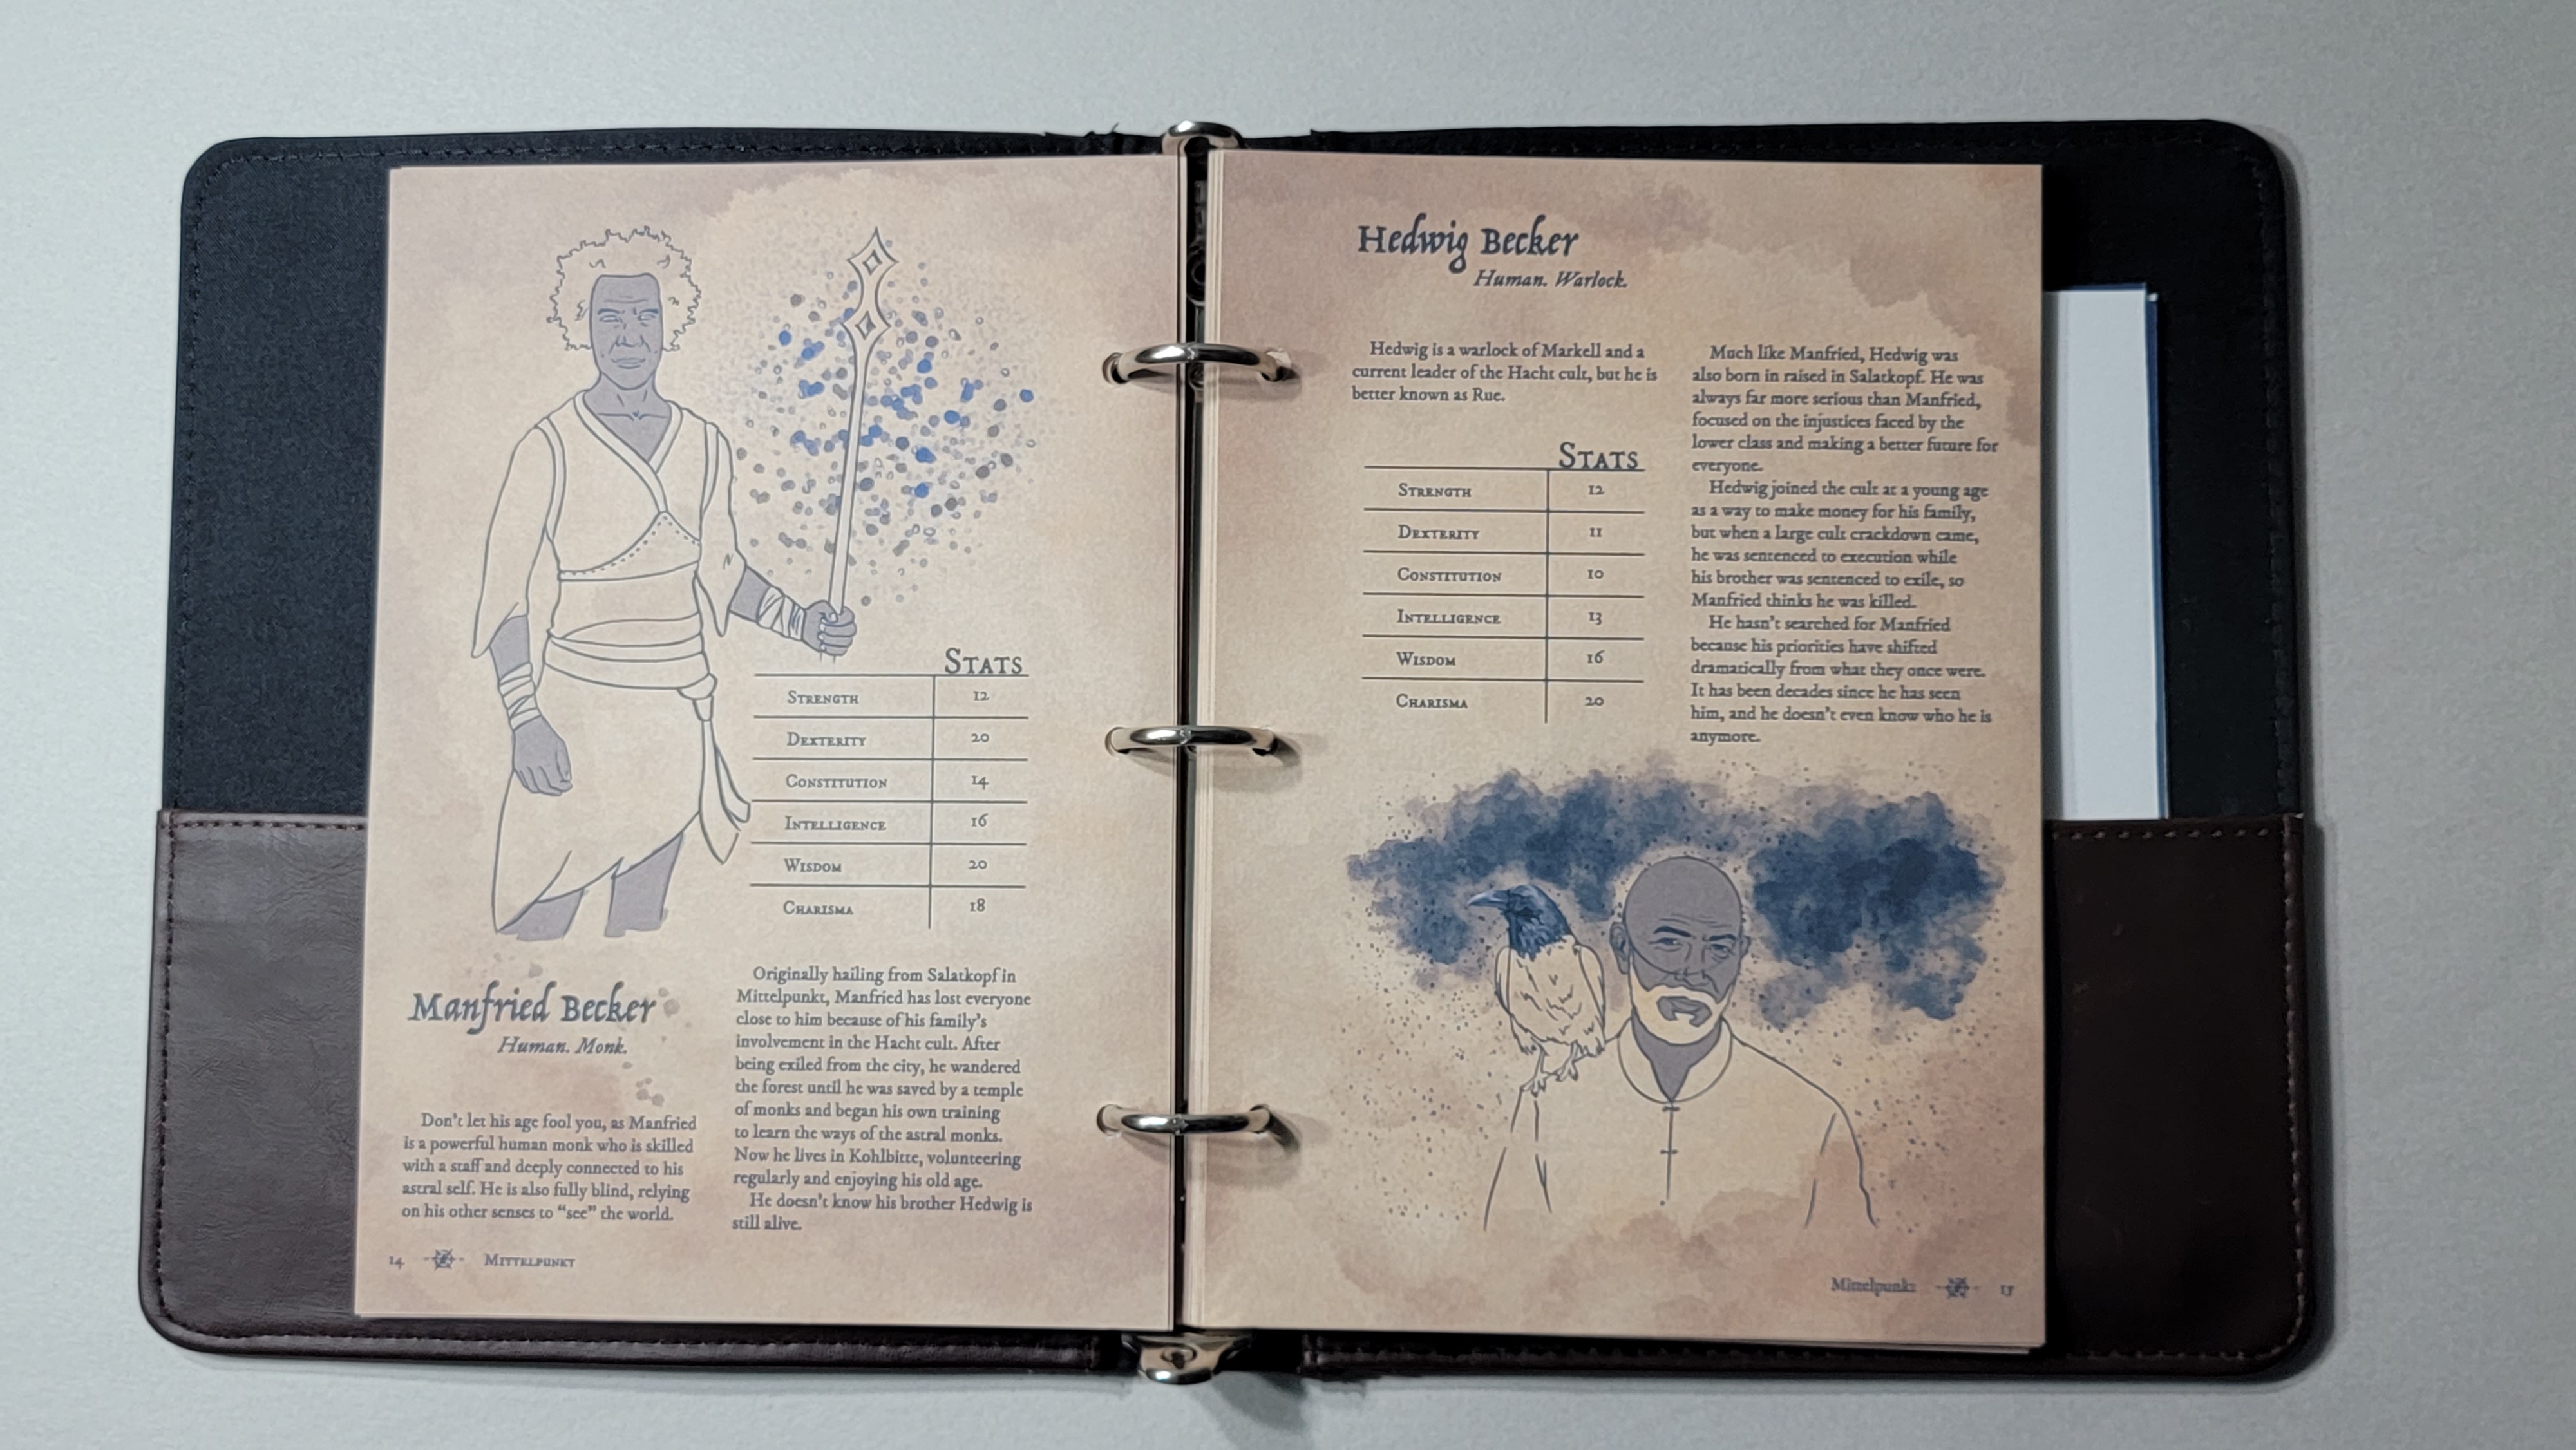 Manfried Becker
Human. Monk.
Don't let his age fool you, as Manfried
is a powerful human monk who is skilled
with a staff and deeply connected to his
astral self. He is also fully blind, relying
on his other senses to "see" the world.
14
Mittelpunkt
Stats
Strength 12
Dexterity 20
Constitution 14
Intelligence 16
Wisdom 20
Charisma 18
Originally hailing from Salatkopf in
Mittelpunkt, Manfried has lost everyone
close to him because of his family's
involvement in the Hacht cult. After
being exiled from the city, he wandered
the forest until he was saved by a temple
of monks and began his own training
to learn the ways of the astral monks.
Now he lives in Kohlbitte, volunteering
regularly and enjoying his old age.
He doesn't know his brother Hedwig is
still alive.
Hedwig Becker
Human. Warlock.
Hedwig is a warlock of Markell and a
current leader of the Hacht cult, but he is
better known as Rue.
Stats
Strength 12
Dexterity 11
Constitution 10
Intelligence 13
Wisdom 16
Charisma 20
Much like Manfried, Hedwig was
also born in raised in Salatkopf. He was
always far more serious than Manfried,
focused on the injustices faced by the
lower class and making a better future for
everyone.
Hedwig joined the cult at a young age
as a way to make money for his family,
but when a large cult crackdown came,
he was sentenced to execution while
his brother was sentenced to exile, so
Manfried thinks he was killed.
He hasn't searched for Manfried
because his priorities have shifted
dramatically from what they once were.
It has been decades since he has seen
him, and he doesn't even know who he is
anymore.
Mittelpunkt
15